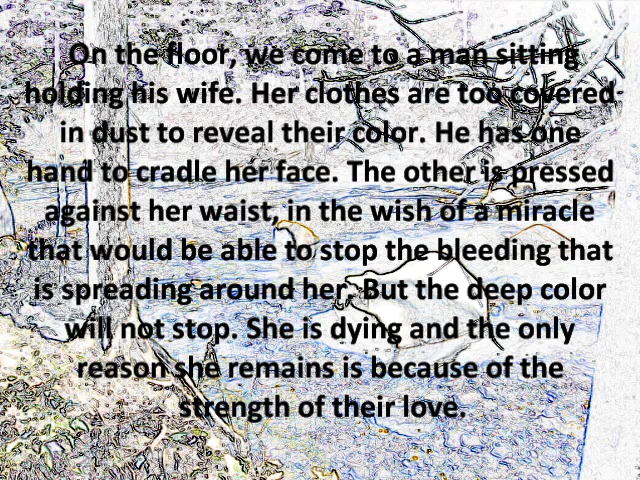 On the floor, we come to a man sitting
holding his wife. Her clothes are too covered
in dust to reveal their color. He has one
hand to cradle her face. The other is pressed
against her waist, in the wish of a miracle
that would be able to stop the bleeding that
is spreading around her. But the deep color
will not stop. She is dying and the only
reason she remains is because of the
strength of their love.